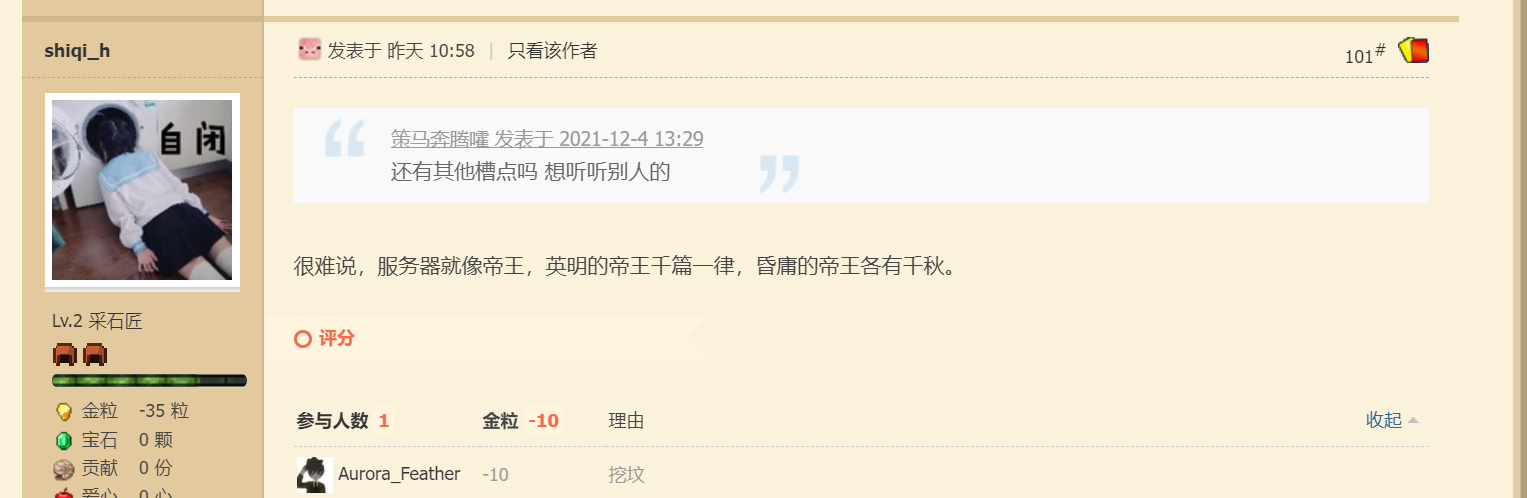 shiqi_h
自闭
Lv.2 采石匠
金粒 -35 粒
宝石 0 颗
贡献 0 份
爱心 0 心
发表于 昨天 10:58 | 只看该作者
101#
策马奔腾嚯 发表于 2021-12-4 13:29
还有其他槽点吗 想听听别人的
很难说，服务器就像帝王，英明的帝王千篇一律，昏庸的帝王各有千秋。
评分
参与人数 1 金粒 -10 理由 收起
Aurora_Feather -10 挖坟